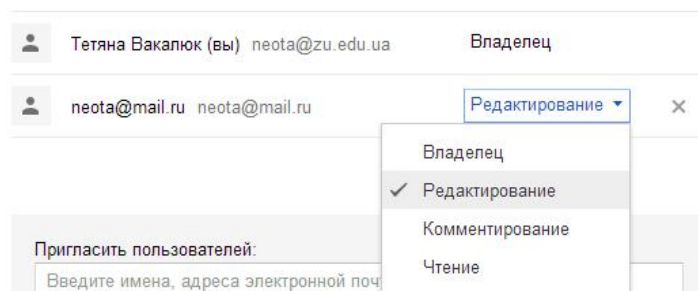 Тетяна Вакалюк (вы) neota@zu.edu.ua Владелец
neota@mail.ru neota@mail.ru Редактирование
Владелец
Редактирование
Комментирование
Чтение
Пригласить пользователей:
Введите имена, адреса электронной